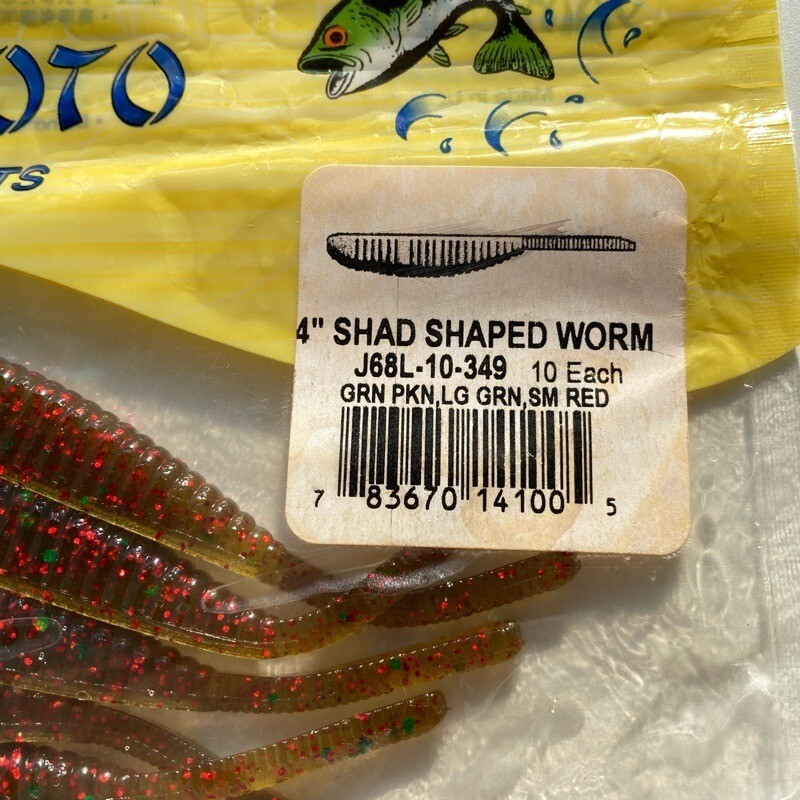 OTO
TS
4" SHAD SHAPED WORM
J68L-10-349 10 Each
GRN PKN,LG GRN,SM RED
7 83670 14100 5